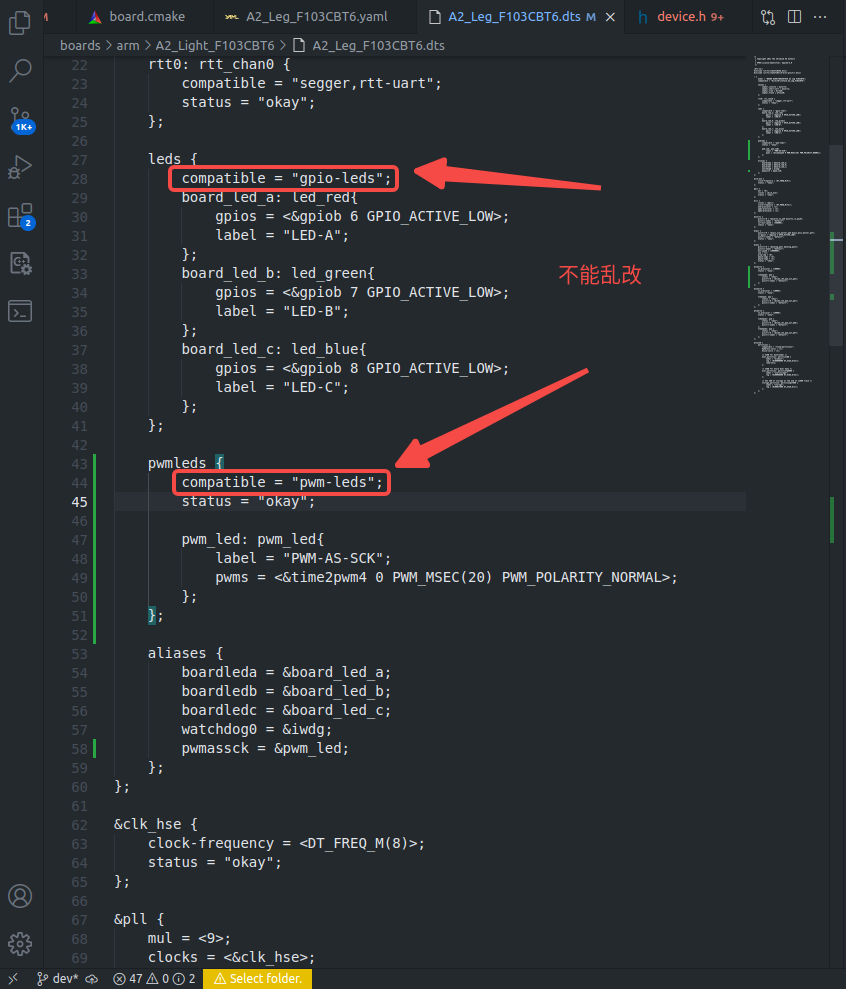 M
board.cmake
YAML A2_Leg_F103CBT6.yaml
A2_Leg_F103CBT6.dts M
h device.h 9+
boards > arm > A2_Light_F103CBT6 > A2_Leg_F103CBT6.dts
22 rtt0: rtt_chan0 {
23 compatible = "segger,rtt-uart";
24 status = "okay";
25 };
26
27 leds {
28 compatible = "gpio-leds";
29 board_led_a: led_red{
30 gpios = <&gpiob 6 GPIO_ACTIVE_LOW>;
31 label = "LED-A";
32 };
33 board_led_b: led_green{
34 gpios = <&gpiob 7 GPIO_ACTIVE_LOW>;
35 label = "LED-B";
36 };
37 board_led_c: led_blue{
38 gpios = <&gpiob 8 GPIO_ACTIVE_LOW>;
39 label = "LED-C";
40 };
41 };
42
43 pwmleds {
44 compatible = "pwm-leds";
45 status = "okay";
46
47 pwm_led: pwm_led{
48 label = "PWM-AS-SCK";
49 pwms = <&time2pwm4 0 PWM_MSEC(20) PWM_POLARITY_NORMAL>;
50 };
51 };
52
53 aliases {
54 boardleda = &board_led_a;
55 boardledb = &board_led_b;
56 boardledc = &board_led_c;
57 watchdog0 = &iwdg;
58 pwmassck = &pwm_led;
59 };
60 };
61
62 &clk_hse {
63 clock-frequency = <DT_FREQ_M(8)>;
64 status = "okay";
65 };
66
67 &pll {
68 mul = <9>;
69 clocks = <&clk_hse>;
不能乱改
1K+
2
dev* 47 0 2 Select folder.